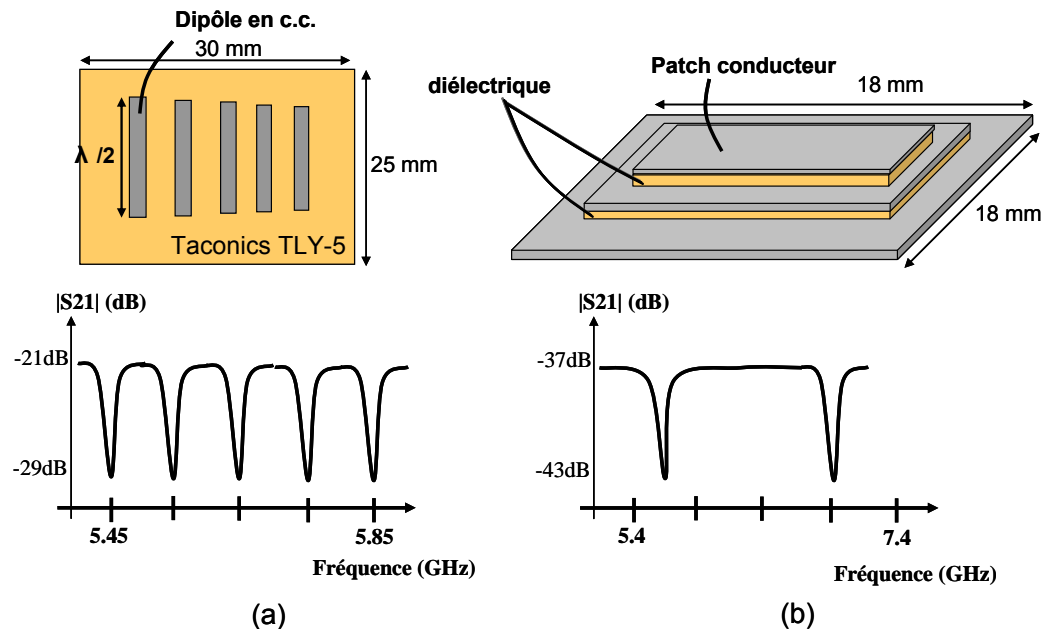 Dipôle en c.c.
30 mm
λ /2
25 mm
Taconics TLY-5
|S21| (dB)
-21dB
-29dB
5.45
5.85
Fréquence (GHz)
(a)
diélectrique
Patch conducteur
18 mm
18 mm
|S21| (dB)
-37dB
-43dB
5.4
7.4
Fréquence (GHz)
(b)